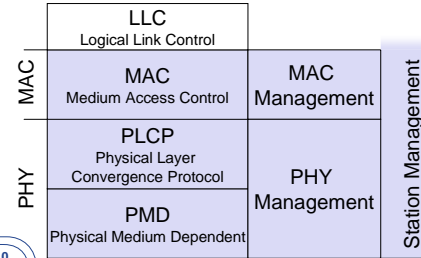 LLC
Logical Link Control
MAC
MAC
Medium Access Control
MAC
Management
PHY
PLCP
Physical Layer
Convergence Protocol
PMD
Physical Medium Dependent
PHY
Management
Station Management